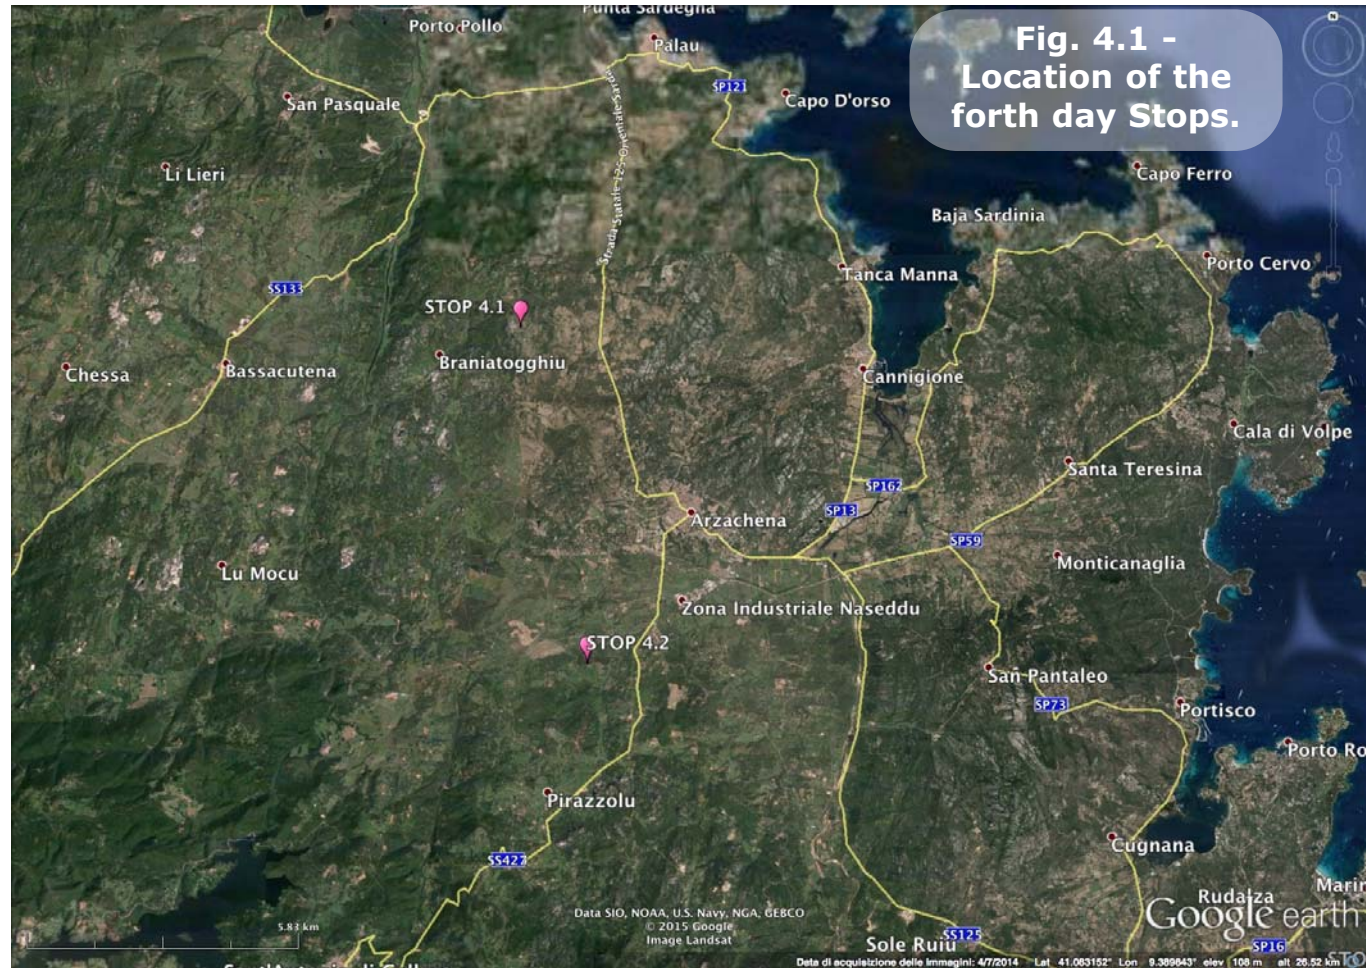 Punta Sardegna
Porto Pollo
Palau
Fig. 4.1 -
Location of the
forth day Stops.
SP121
Capo D'orso
San Pasquale
Strada Statale 125 Orientale Sarda
Li Lieri
Capo Ferro
Baja Sardinia
Porto Cervo
Tanca Manna
SS133
STOP 4.1
Braniatogghiu
Chessa
Bassacutena
Cannigione
Cala di Volpe
Santa Teresina
SP162
SP13
Arzachena
SP59
Monticanaglia
Lu Mocu
Zona Industriale Naseddu
STOP 4.2
San Pantaleo
SP73
Portisco
Porto Ro
Pirazzolu
Cugnana
SS427
Marin
Rudalza
Google earth
Data SIO, NOAA, U.S. Navy, NGA, GEBCO
© 2015 Google
Image Landsat
5.83 km
SS125
Sole Ruiu
SP16
Data di acquisizione delle immagini: 4/7/2014 Lat 41.063152° Lon 9.389843° elev 108 m alt 26.52 km